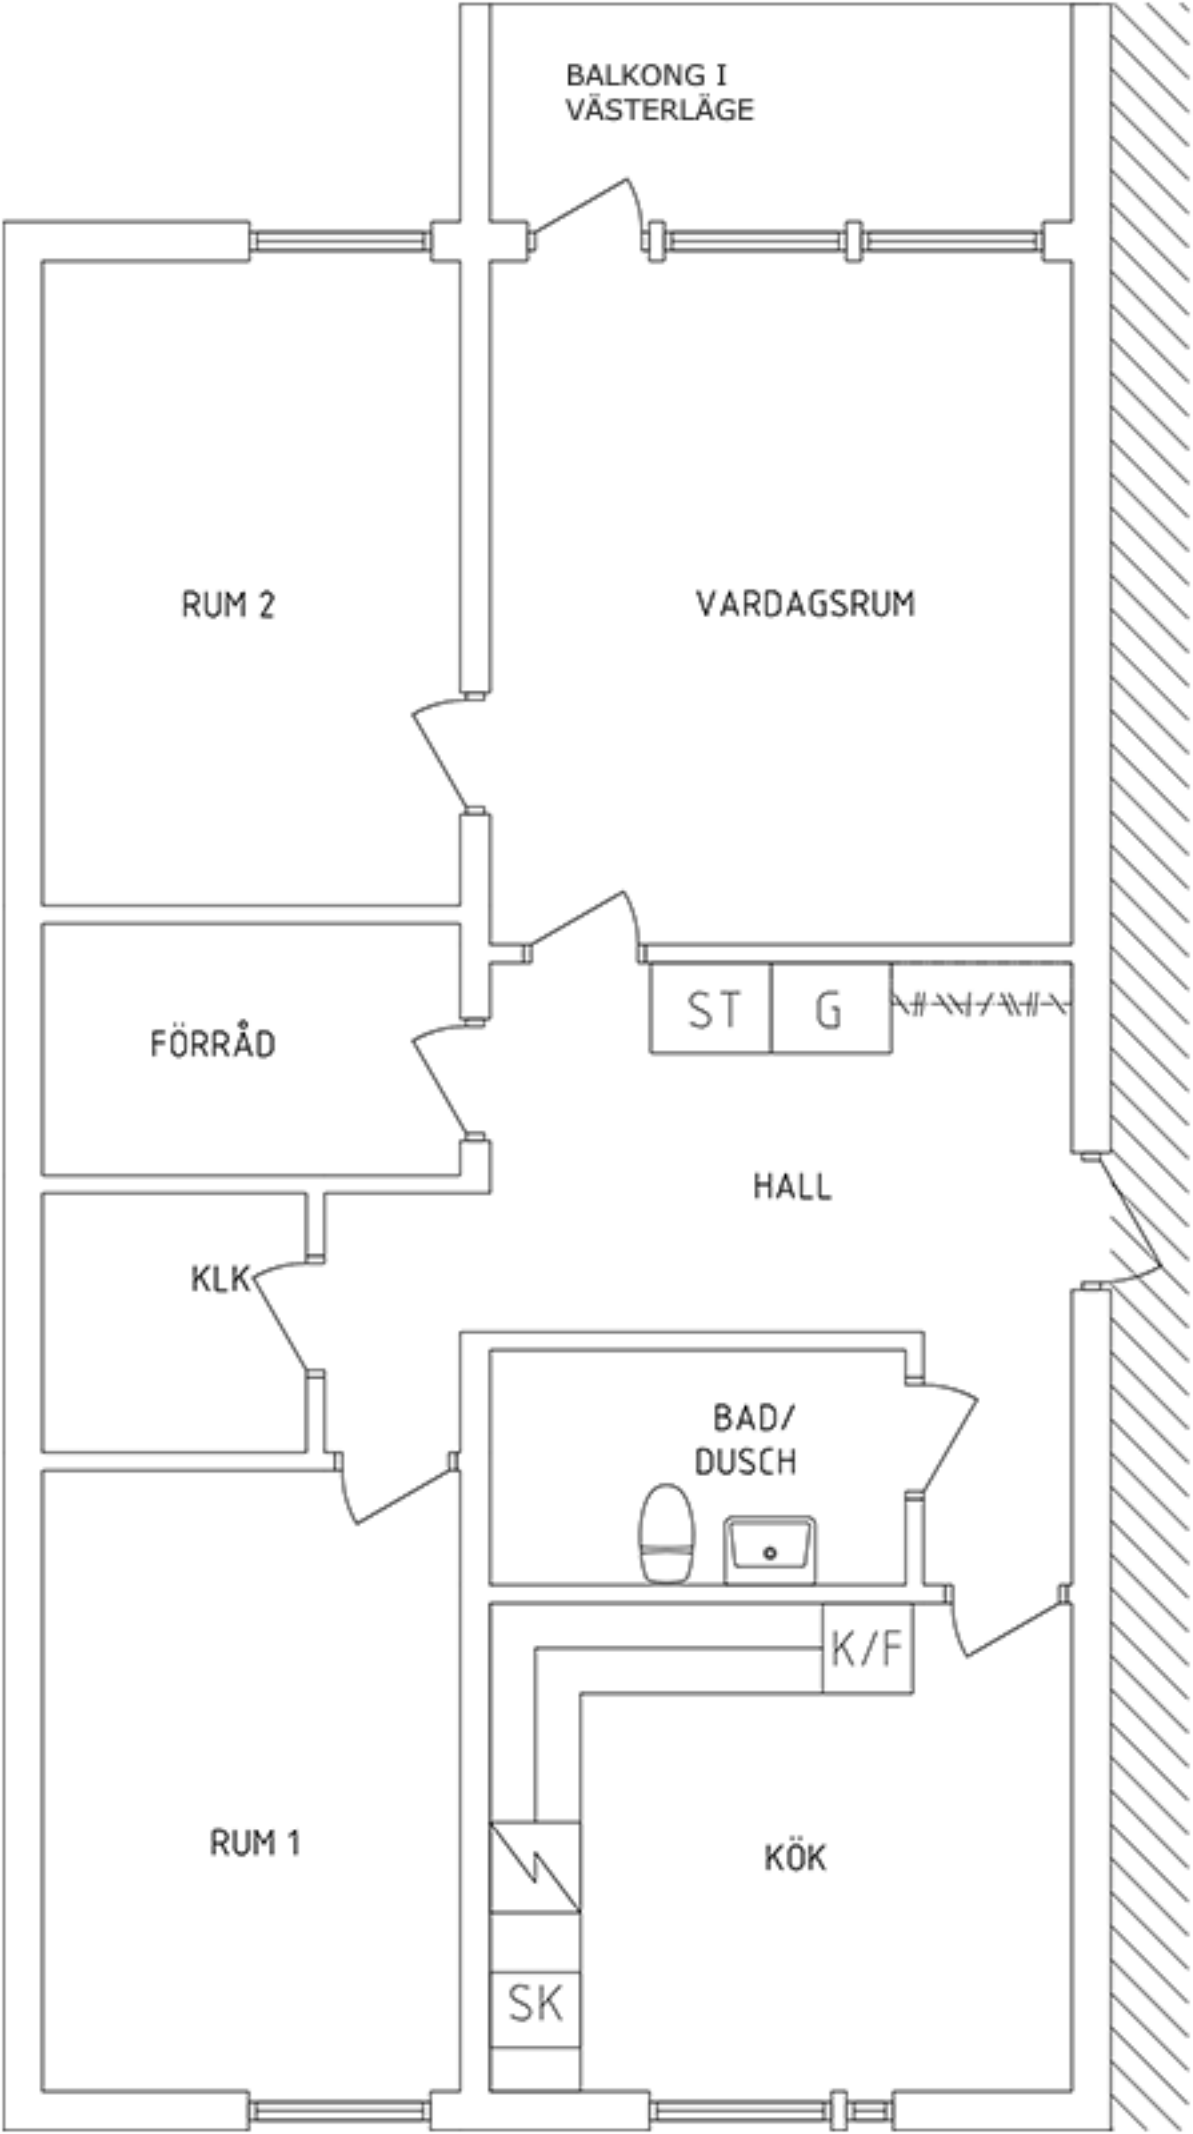 BALKONG I
VÄSTERLÄGE
RUM 2
VARDAGSRUM
ST
G
FÖRRÅD
HALL
KLK
BAD/
DUSCH
K/F
RUM 1
KÖK
SK